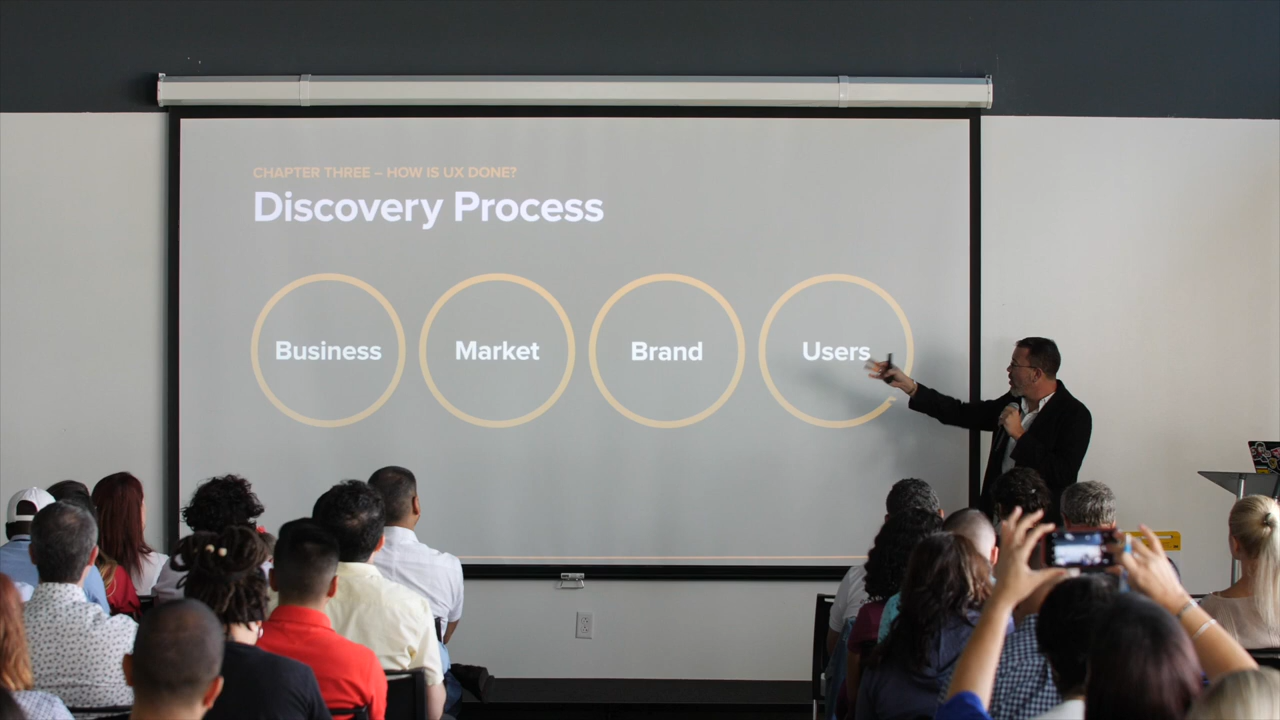 CHAPTER THREE – HOW IS UX DONE?
Discovery Process
Business Market Brand Users